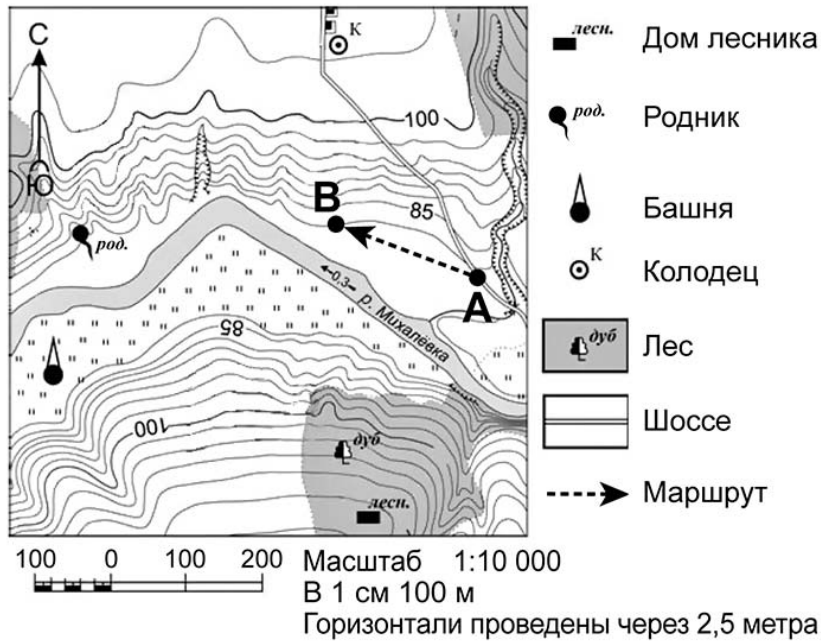 С
Ю
К
100
85
B
A
род.
0,3
р. Михалёвка
85
100
дуб
лесн.
лесн. Дом лесника
род. Родник
Башня
К Колодец
дуб Лес
Шоссе
Маршрут
100 0 100 200
Масштаб 1:10 000
В 1 см 100 м
Горизонтали проведены через 2,5 метра